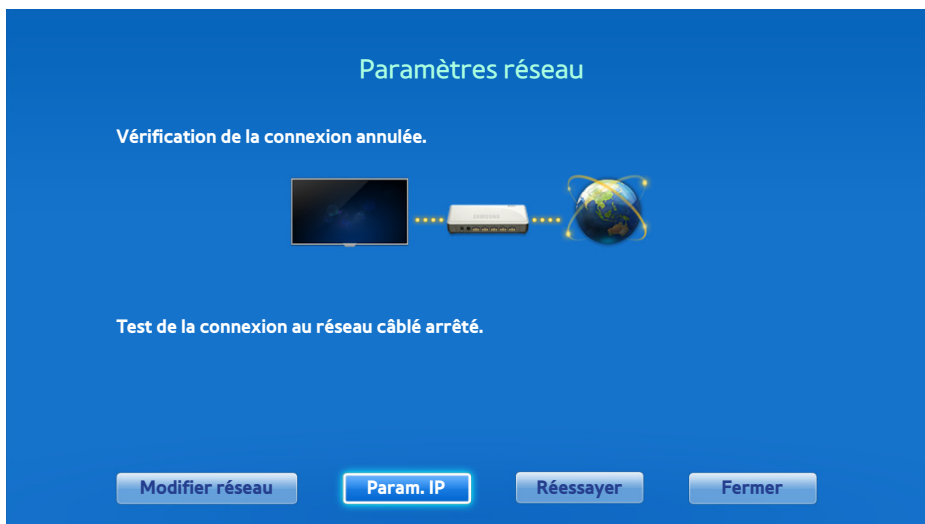 Paramètres réseau
Vérification de la connexion annulée.
SAMSUNG
Test de la connexion au réseau câblé arrêté.
Modifier réseau
Param. IP
Réessayer
Fermer